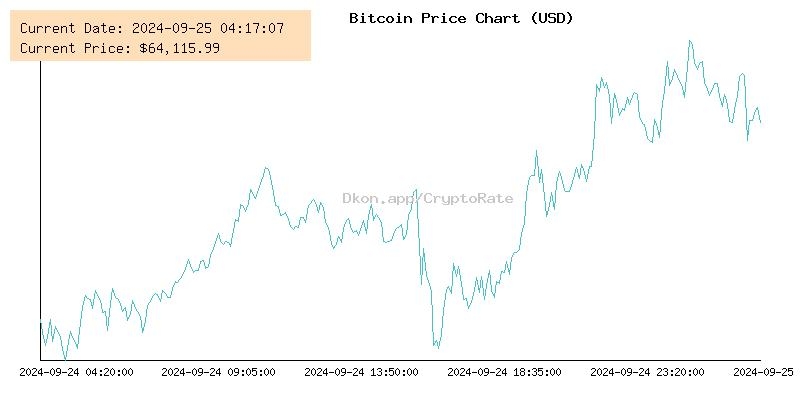 Bitcoin Price Chart (USD)
Current Date: 2024-09-25 04:17:07
Current Price: $64,115.99
Dkon.app/CryptoRate
2024-09-24 04:20:00 2024-09-24 09:05:00 2024-09-24 13:50:00 2024-09-24 18:35:00 2024-09-24 23:20:00 2024-09-25